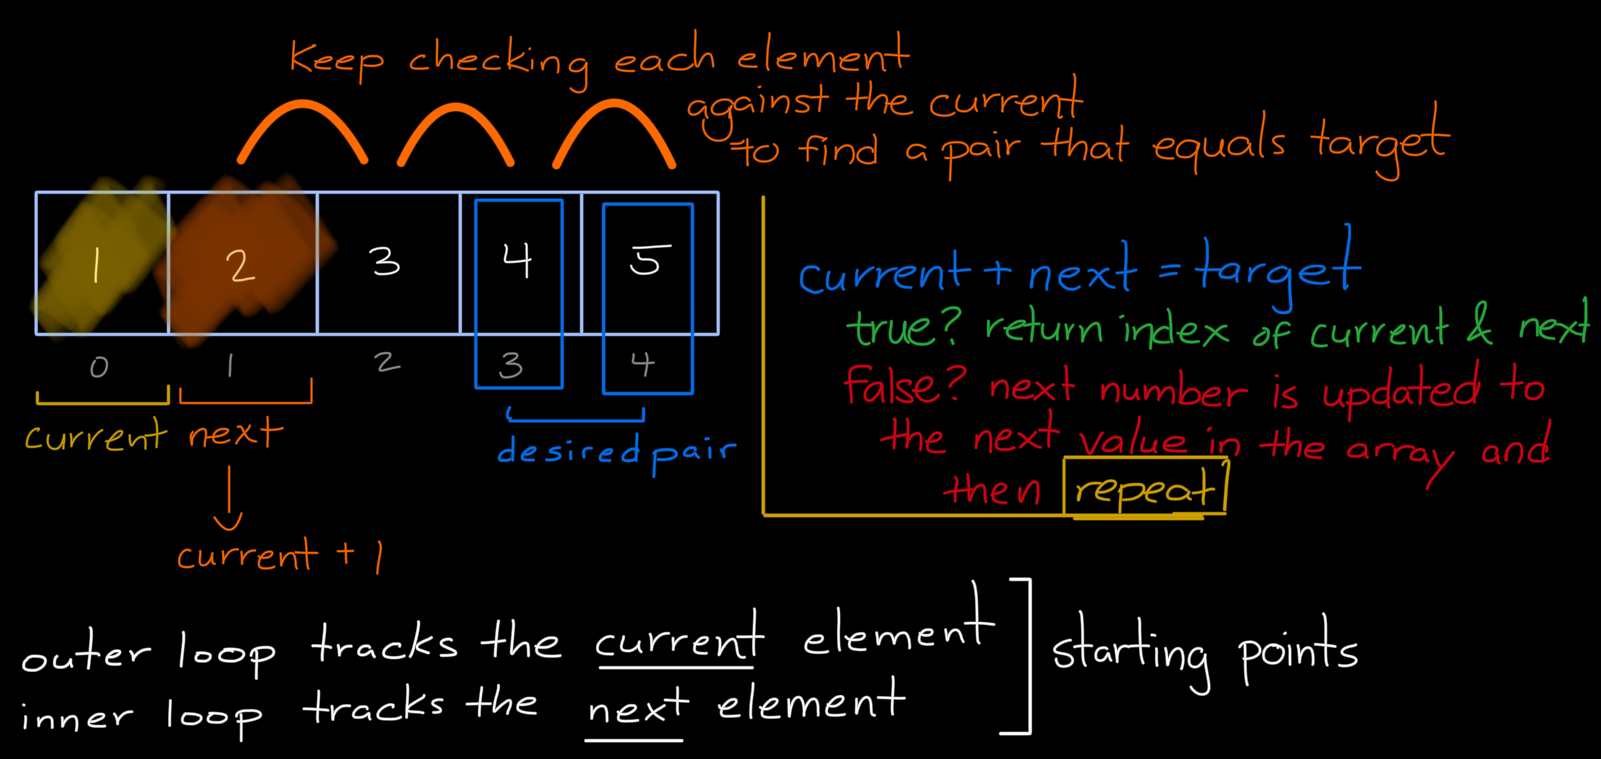 Keep checking each element
against the current
to find a pair that equals target
1 2 3 4 5
0 1 2 3 4
current next
desired pair
current + 1
current + next = target
true? return index of current & next
False? next number is updated to
the next value in the array and
then repeat
outer loop tracks the current element
inner loop tracks the next element
starting points